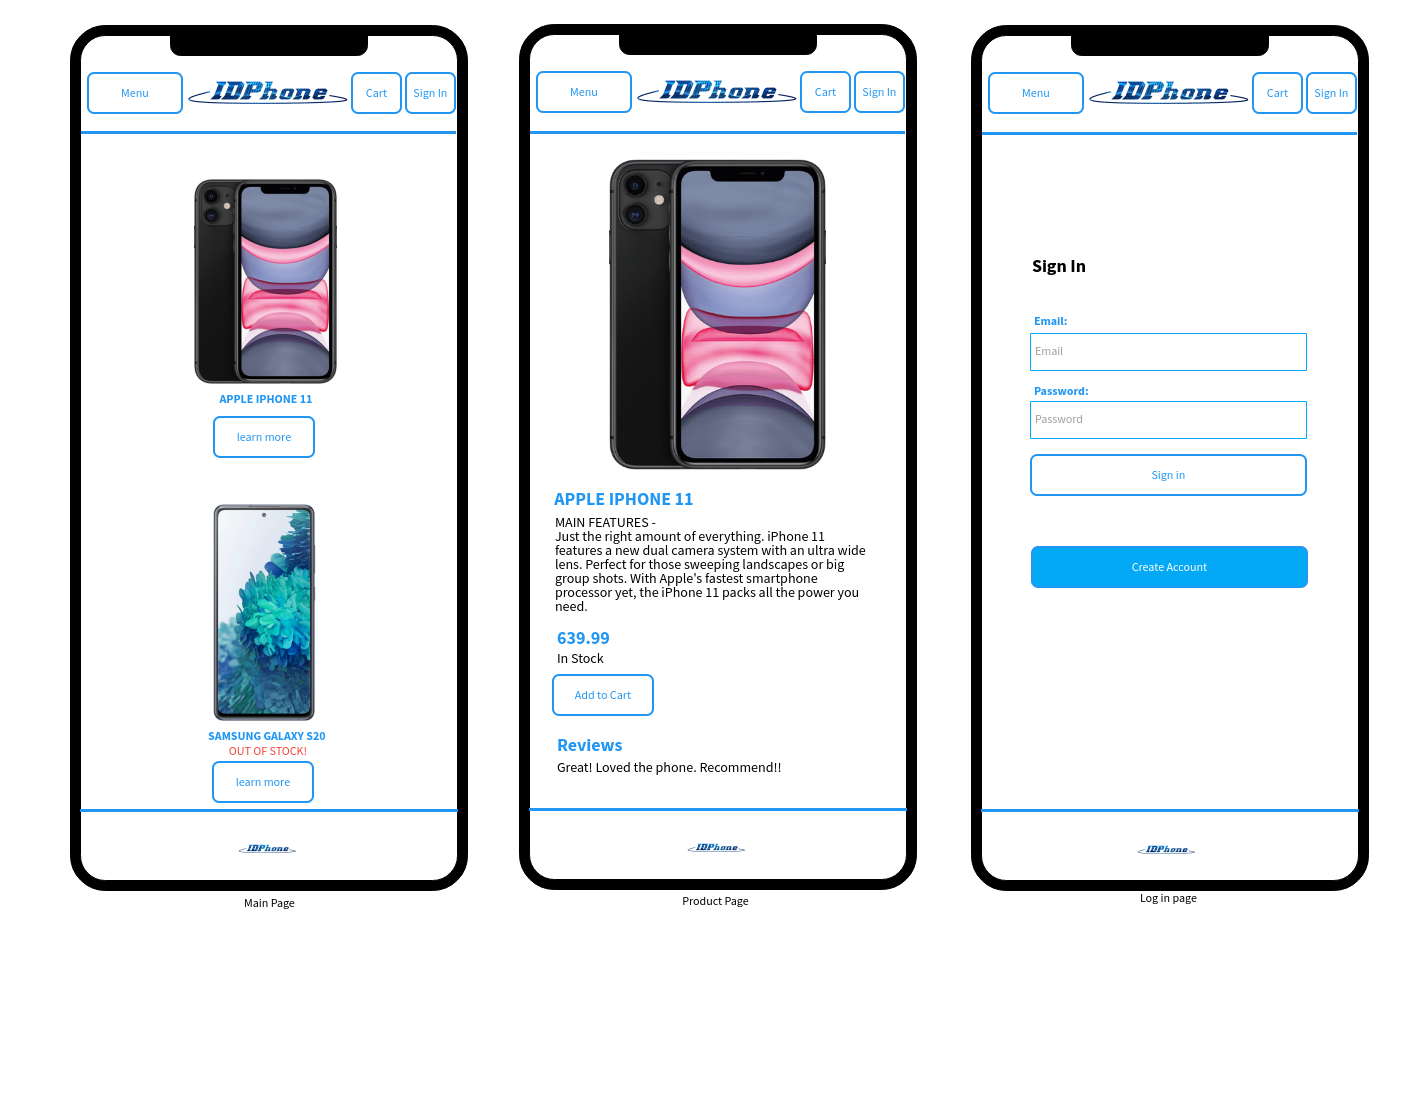 Menu
IDPhone
Cart
Sign In
APPLE IPHONE 11
learn more
SAMSUNG GALAXY S20
OUT OF STOCK!
learn more
IDPhone
Main Page
Menu
IDPhone
Cart
Sign In
APPLE IPHONE 11
MAIN FEATURES -
Just the right amount of everything. iPhone 11
features a new dual camera system with an ultra wide
lens. Perfect for those sweeping landscapes or big
group shots. With Apple's fastest smartphone
processor yet, the iPhone 11 packs all the power you
need.
639.99
In Stock
Add to Cart
Reviews
Great! Loved the phone. Recommend!!
IDPhone
Product Page
Menu
IDPhone
Cart
Sign In
Sign In
Email:
Email
Password:
Password
Sign in
Create Account
IDPhone
Log in page